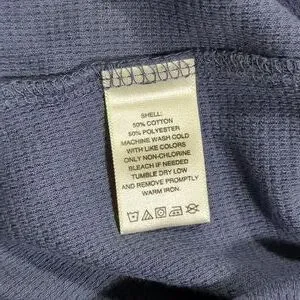 SHELL:
50% COTTON
50% POLYESTER
MACHINE WASH COLD
WITH LIKE COLORS
ONLY NON-CHLORINE
BLEACH IF NEEDED
TUMBLE DRY LOW
AND REMOVE PROMPTLY
WARM IRON.